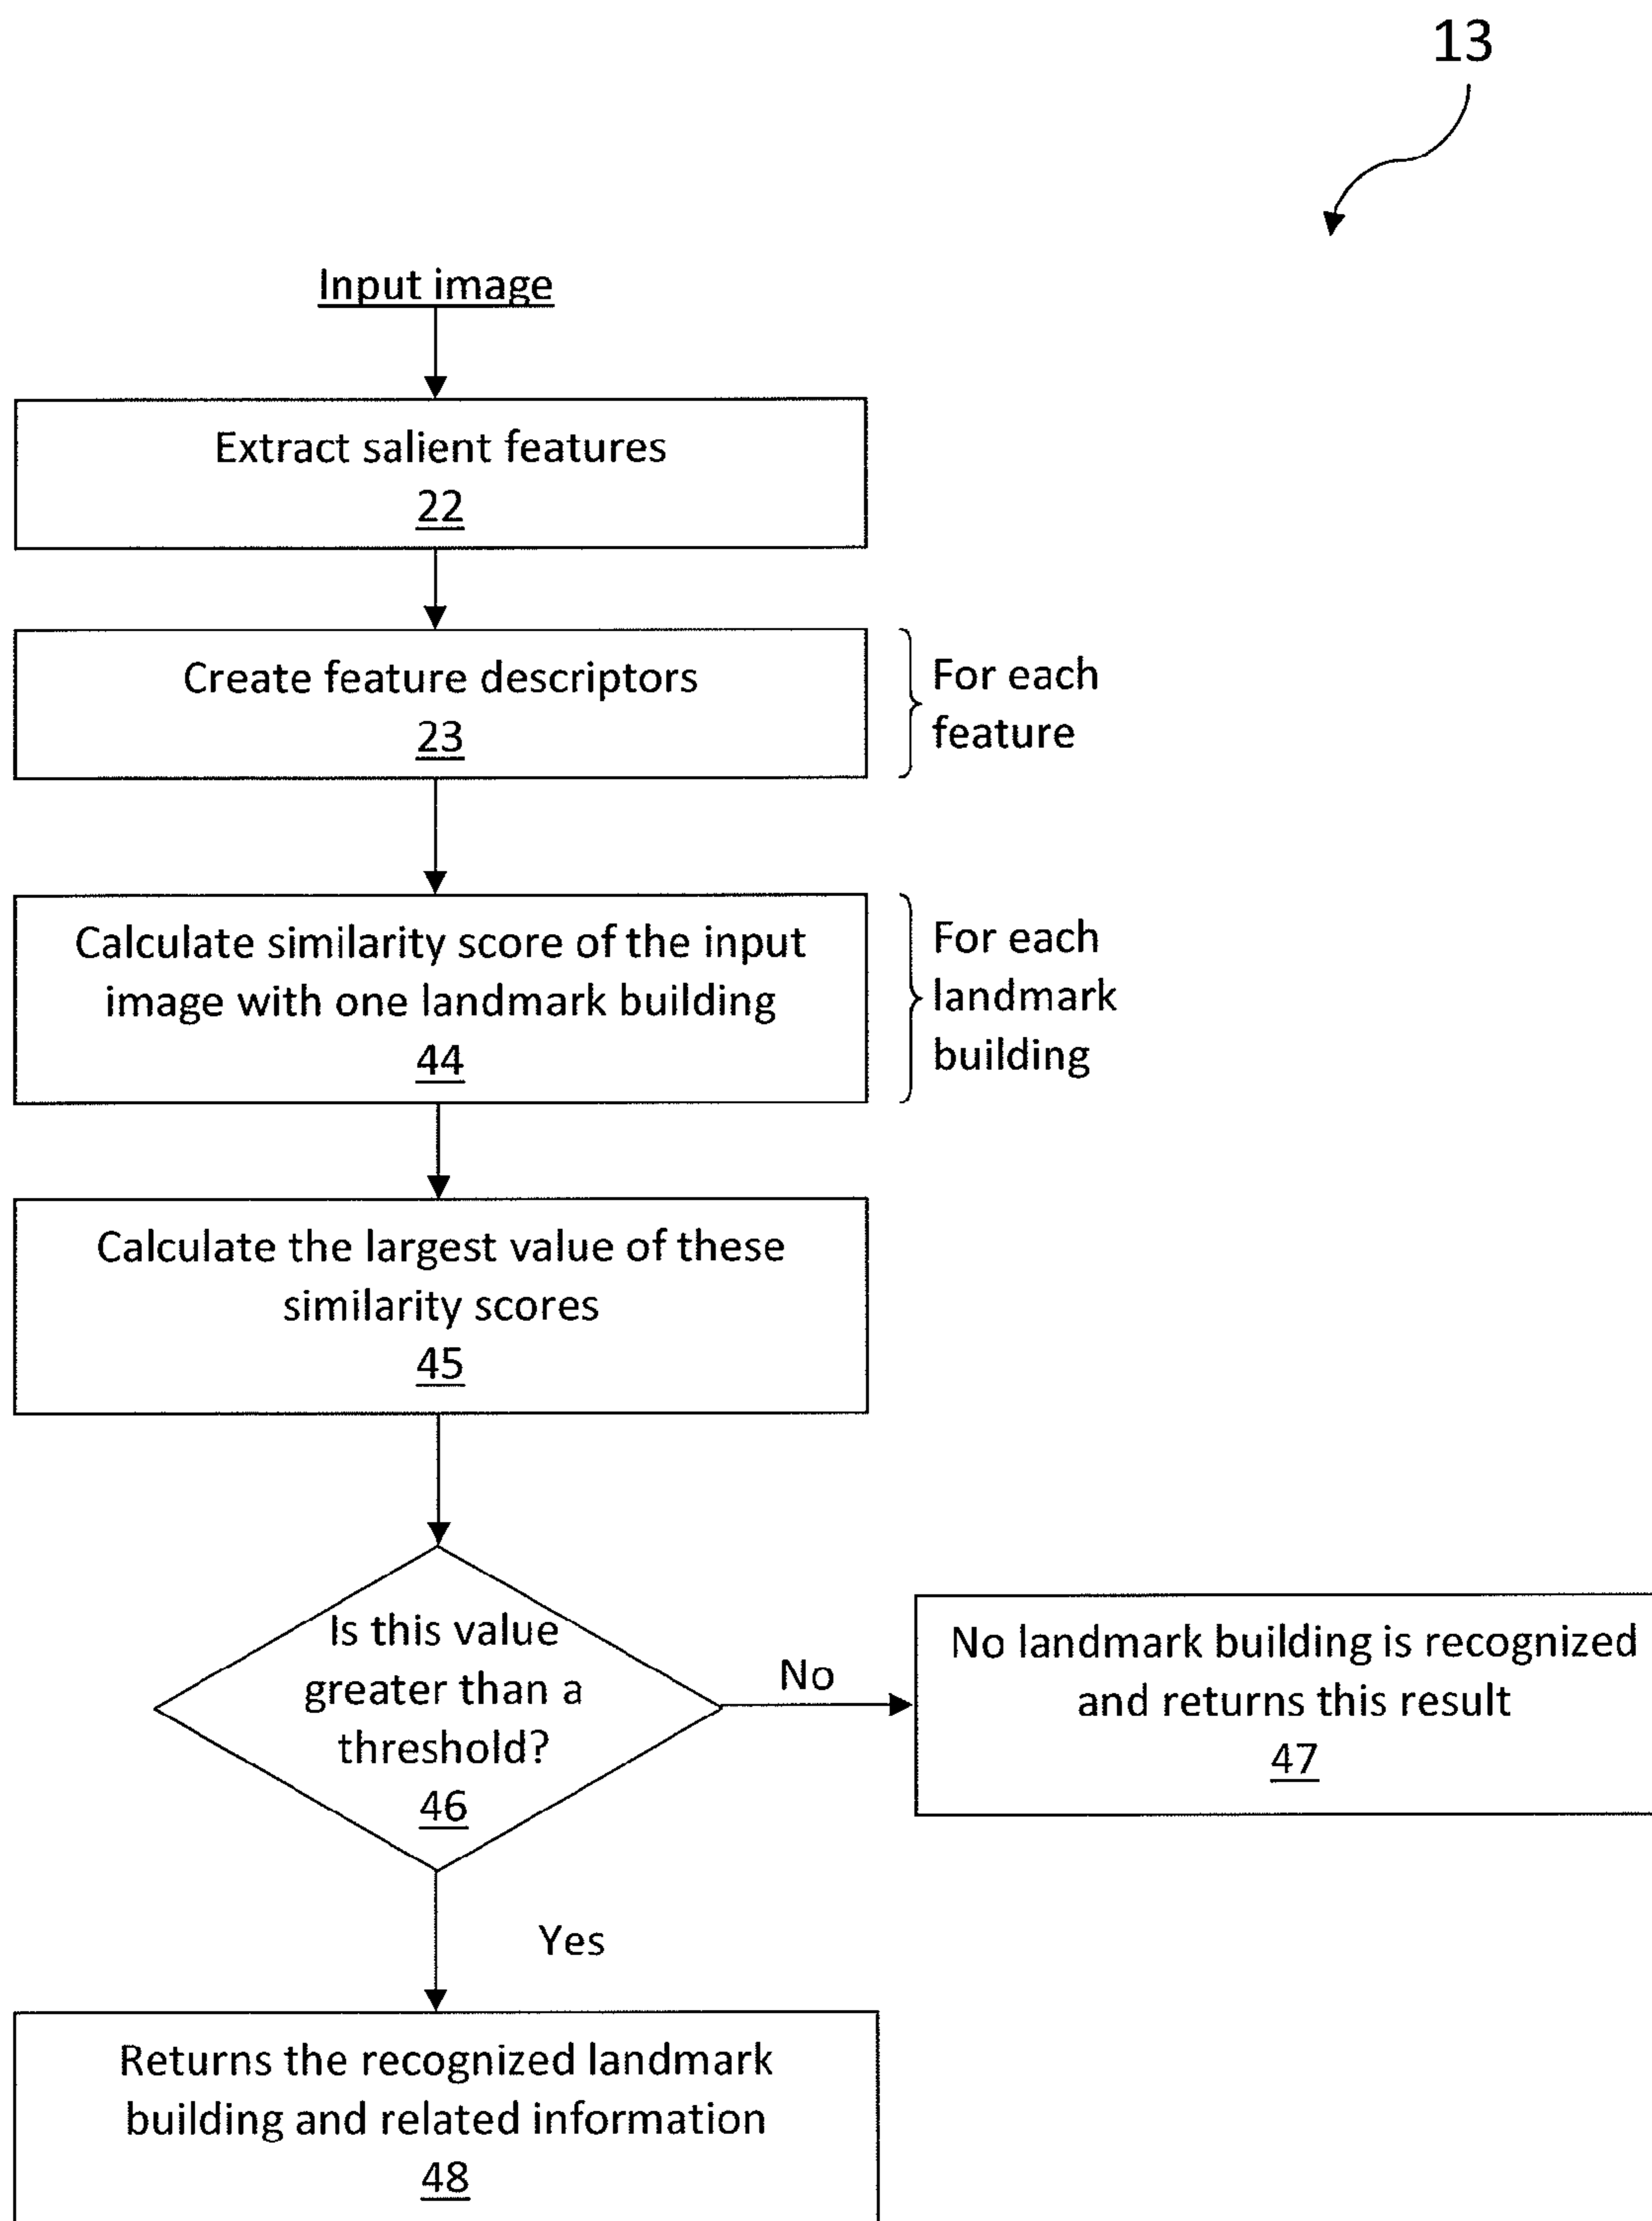 13
Input image
Extract salient features
22
Create feature descriptors
23
For each
feature
Calculate similarity score of the input
image with one landmark building
44
For each
landmark
building
Calculate the largest value of these
similarity scores
45
Is this value
greater than a
threshold?
46
No
No landmark building is recognized
and returns this result
47
Yes
Returns the recognized landmark
building and related information
48